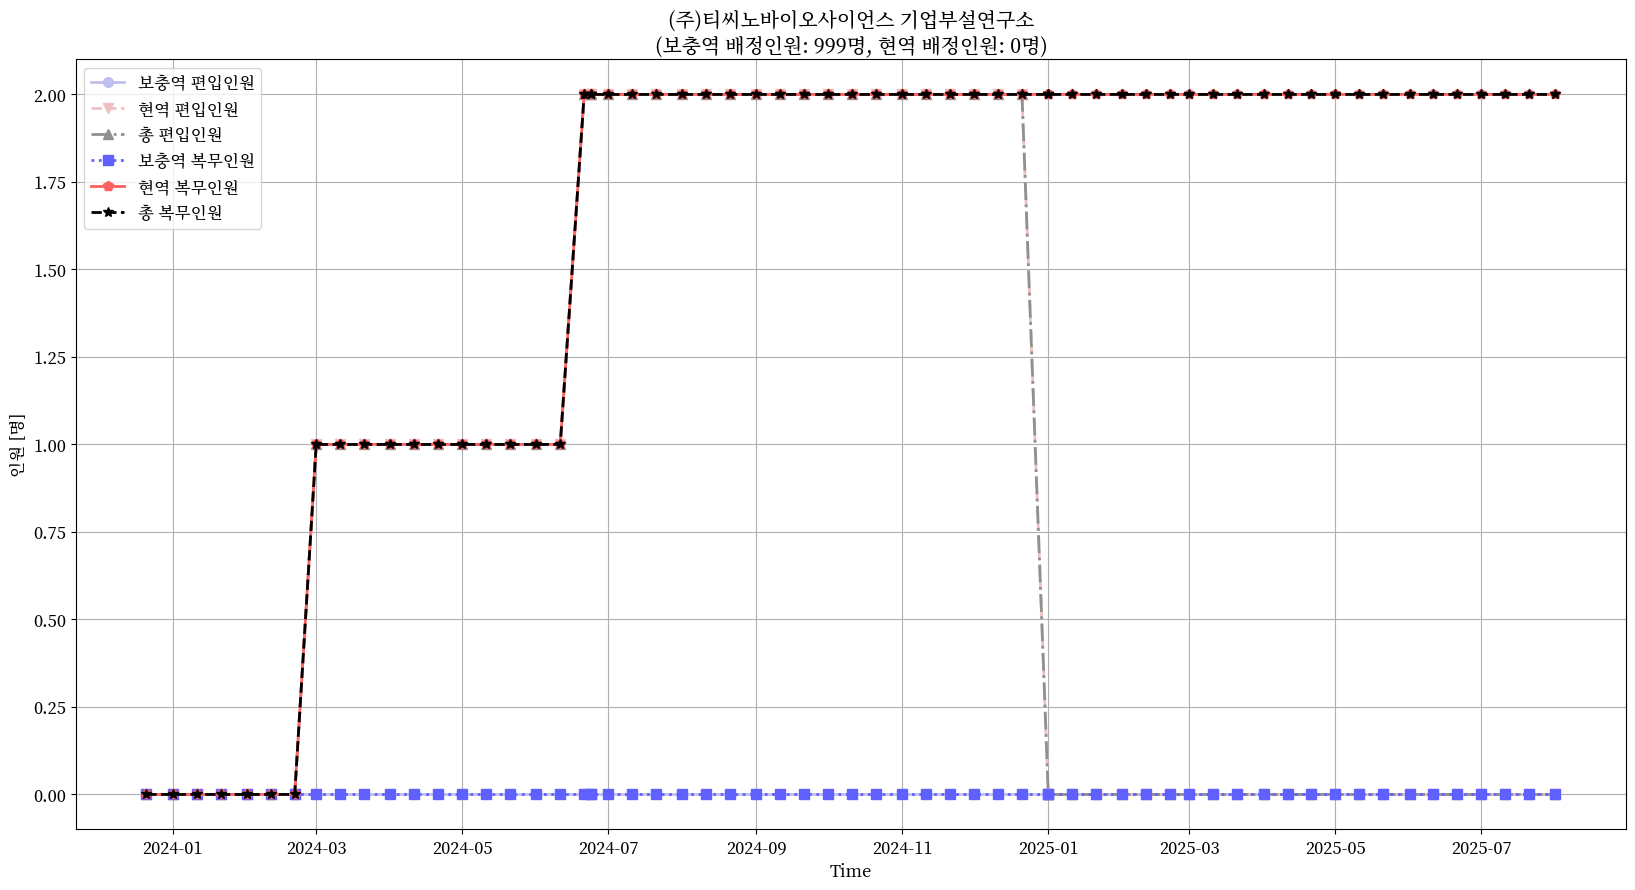 (주)티씨노바이오사이언스 기업부설연구소
(보충역 배정인원: 999명, 현역 배정인원: 0명)
보충역 편입인원
현역 편입인원
총 편입인원
보충역 복무인원
현역 복무인원
총 복무인원
인원 [명]
2.00
1.75
1.50
1.25
1.00
0.75
0.50
0.25
0.00
2024-01
2024-03
2024-05
2024-07
2024-09
2024-11
2025-01
2025-03
2025-05
2025-07
Time